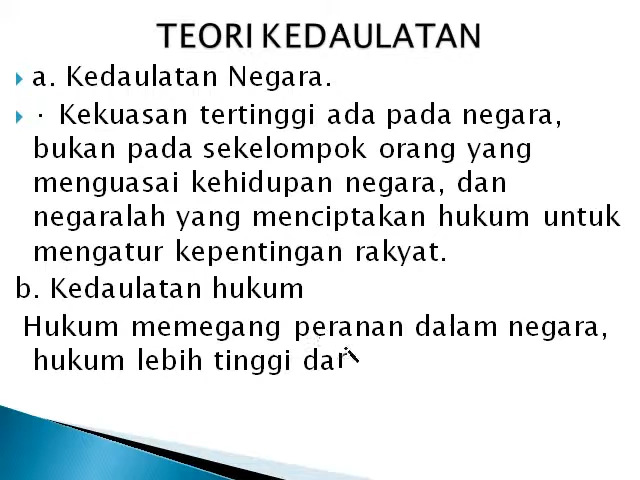 TEORI KEDAULATAN
a. Kedaulatan Negara.
· Kekuasan tertinggi ada pada negara,
bukan pada sekelompok orang yang
menguasai kehidupan negara, dan
negaralah yang menciptakan hukum untuk
mengatur kepentingan rakyat.
b. Kedaulatan hukum
Hukum memegang peranan dalam negara,
hukum lebih tinggi dar